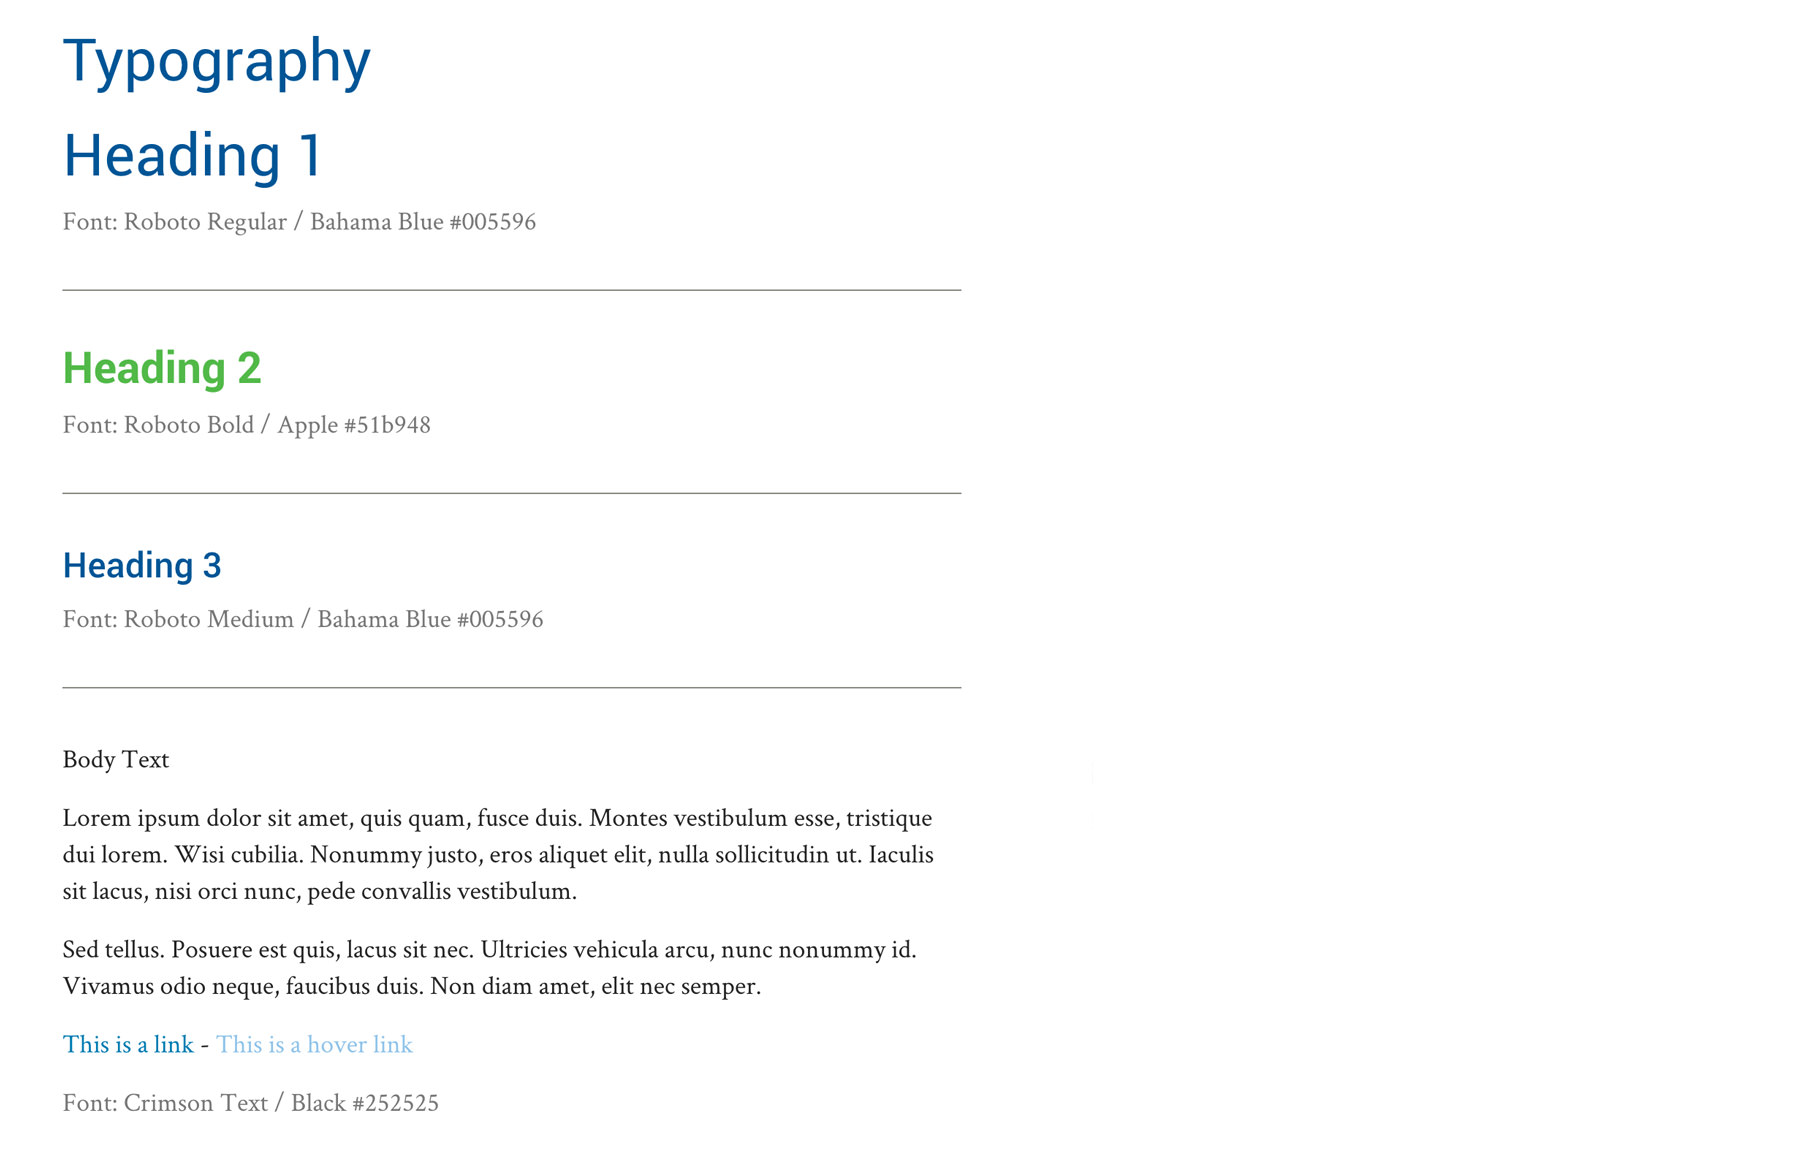 Typography
Heading 1
Font: Roboto Regular / Bahama Blue #005596
Heading 2
Font: Roboto Bold / Apple #51b948
Heading 3
Font: Roboto Medium / Bahama Blue #005596
Body Text
Lorem ipsum dolor sit amet, quis quam, fusce duis. Montes vestibulum esse, tristique
dui lorem. Wisi cubilia. Nonummy justo, eros aliquet elit, nulla sollicitudin ut. Iaculis
sit lacus, nisi orci nunc, pede convallis vestibulum.
Sed tellus. Posuere est quis, lacus sit nec. Ultricies vehicula arcu, nunc nonummy id.
Vivamus odio neque, faucibus duis. Non diam amet, elit nec semper.
This is a link - This is a hover link
Font: Crimson Text / Black #252525